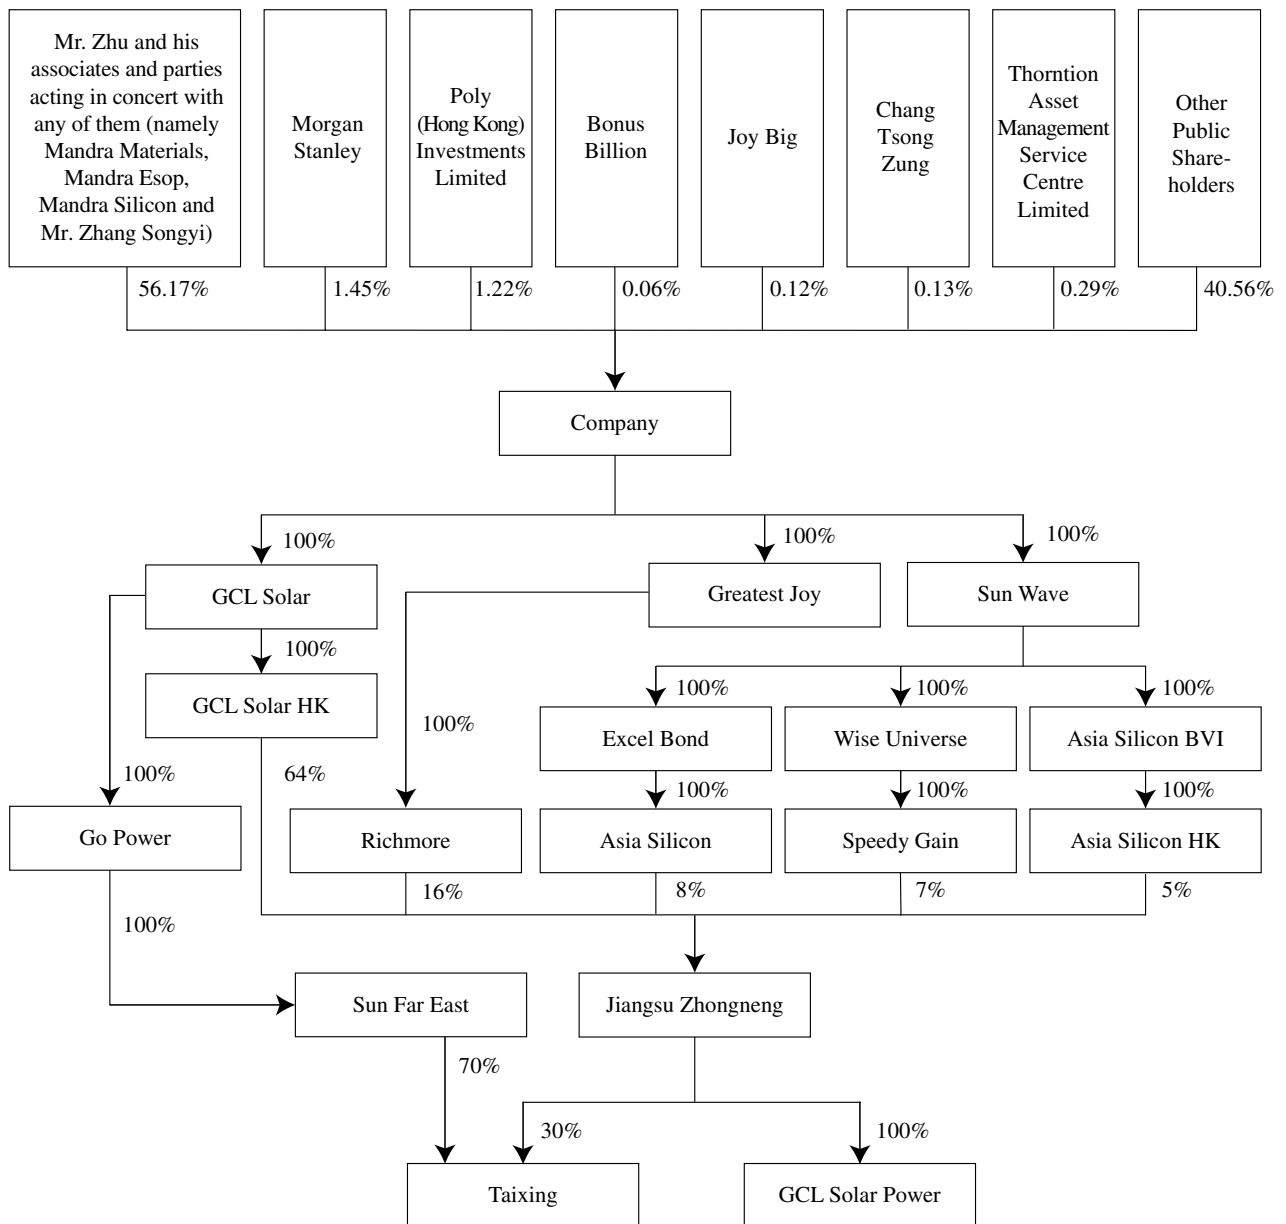 Mr. Zhu and his
associates and parties
acting in concert with
any of them (namely
Mandra Materials,
Mandra Esop,
Mandra Silicon and
Mr. Zhang Songyi)
Morgan
Stanley
Poly
(Hong Kong)
Investments
Limited
Bonus
Billion
Joy Big
Chang
Tsong
Zung
Thorntion
Asset
Management
Service
Centre
Limited
Other
Public
Share-
holders
56.17%
1.45%
1.22%
0.06%
0.12%
0.13%
0.29%
40.56%
Company
100%
100%
100%
GCL Solar
Greatest Joy
Sun Wave
100%
GCL Solar HK
100%
100%
100%
100%
Excel Bond
Wise Universe
Asia Silicon BVI
100%
64%
100%
100%
100%
Go Power
Richmore
Asia Silicon
Speedy Gain
Asia Silicon HK
16%
8%
7%
5%
100%
Sun Far East
Jiangsu Zhongneng
70%
30%
100%
Taixing
GCL Solar Power